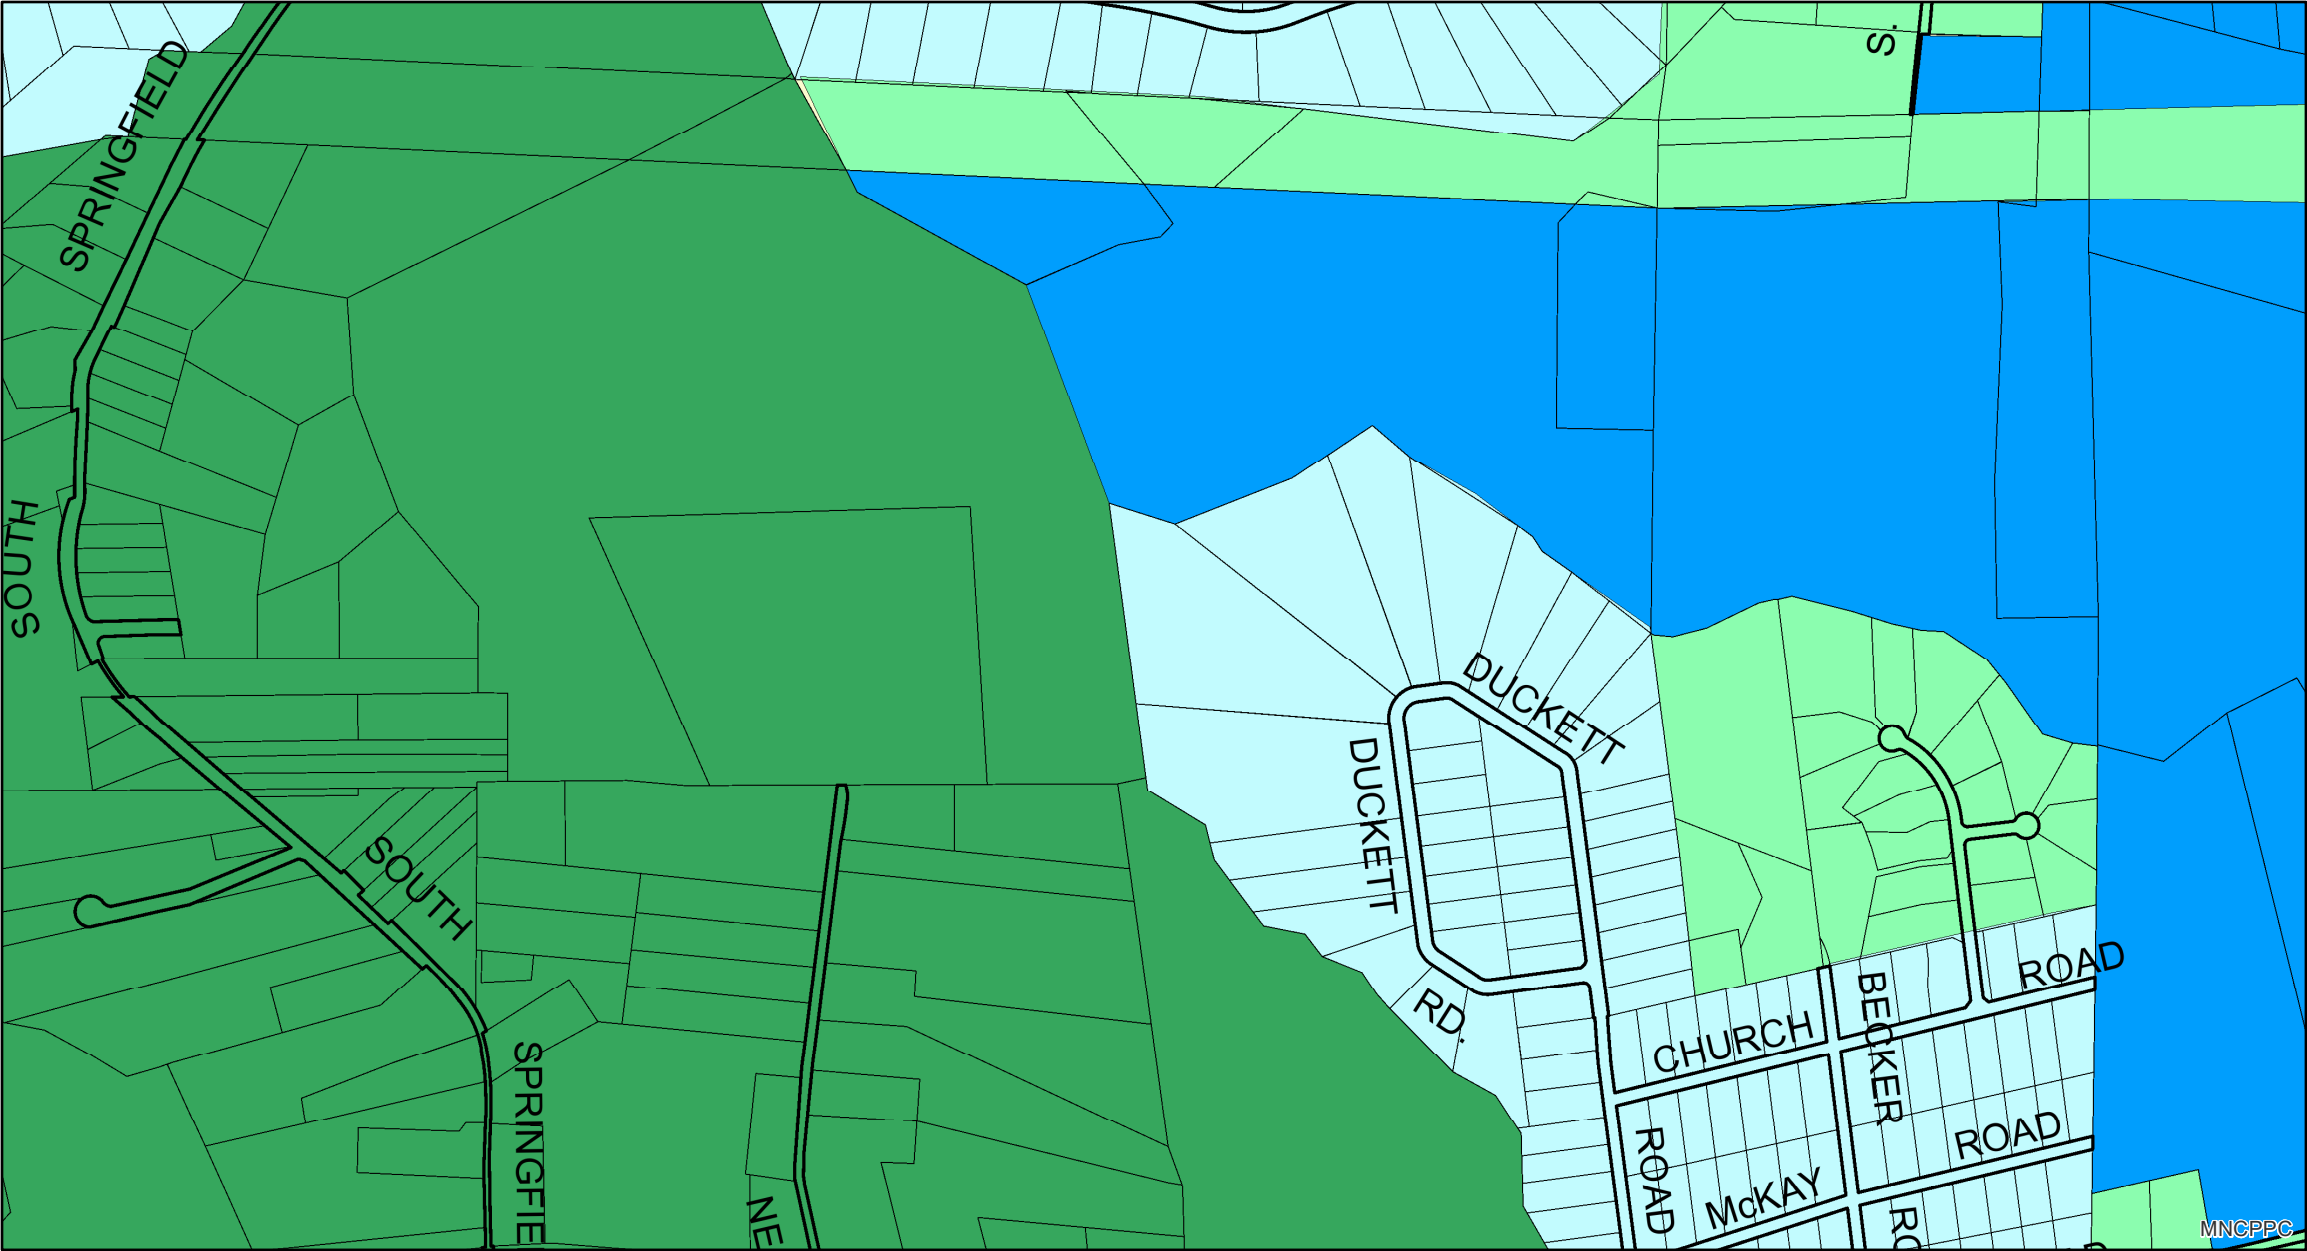 S.
SPRINGFIELD
SOUTH
DUCKETT
DUCKETT
SOUTH
RD.
ROAD
BECKER
CHURCH
SPRINGFIE
ROAD
ROAD
McKAY
NE
RO
MNCPPC